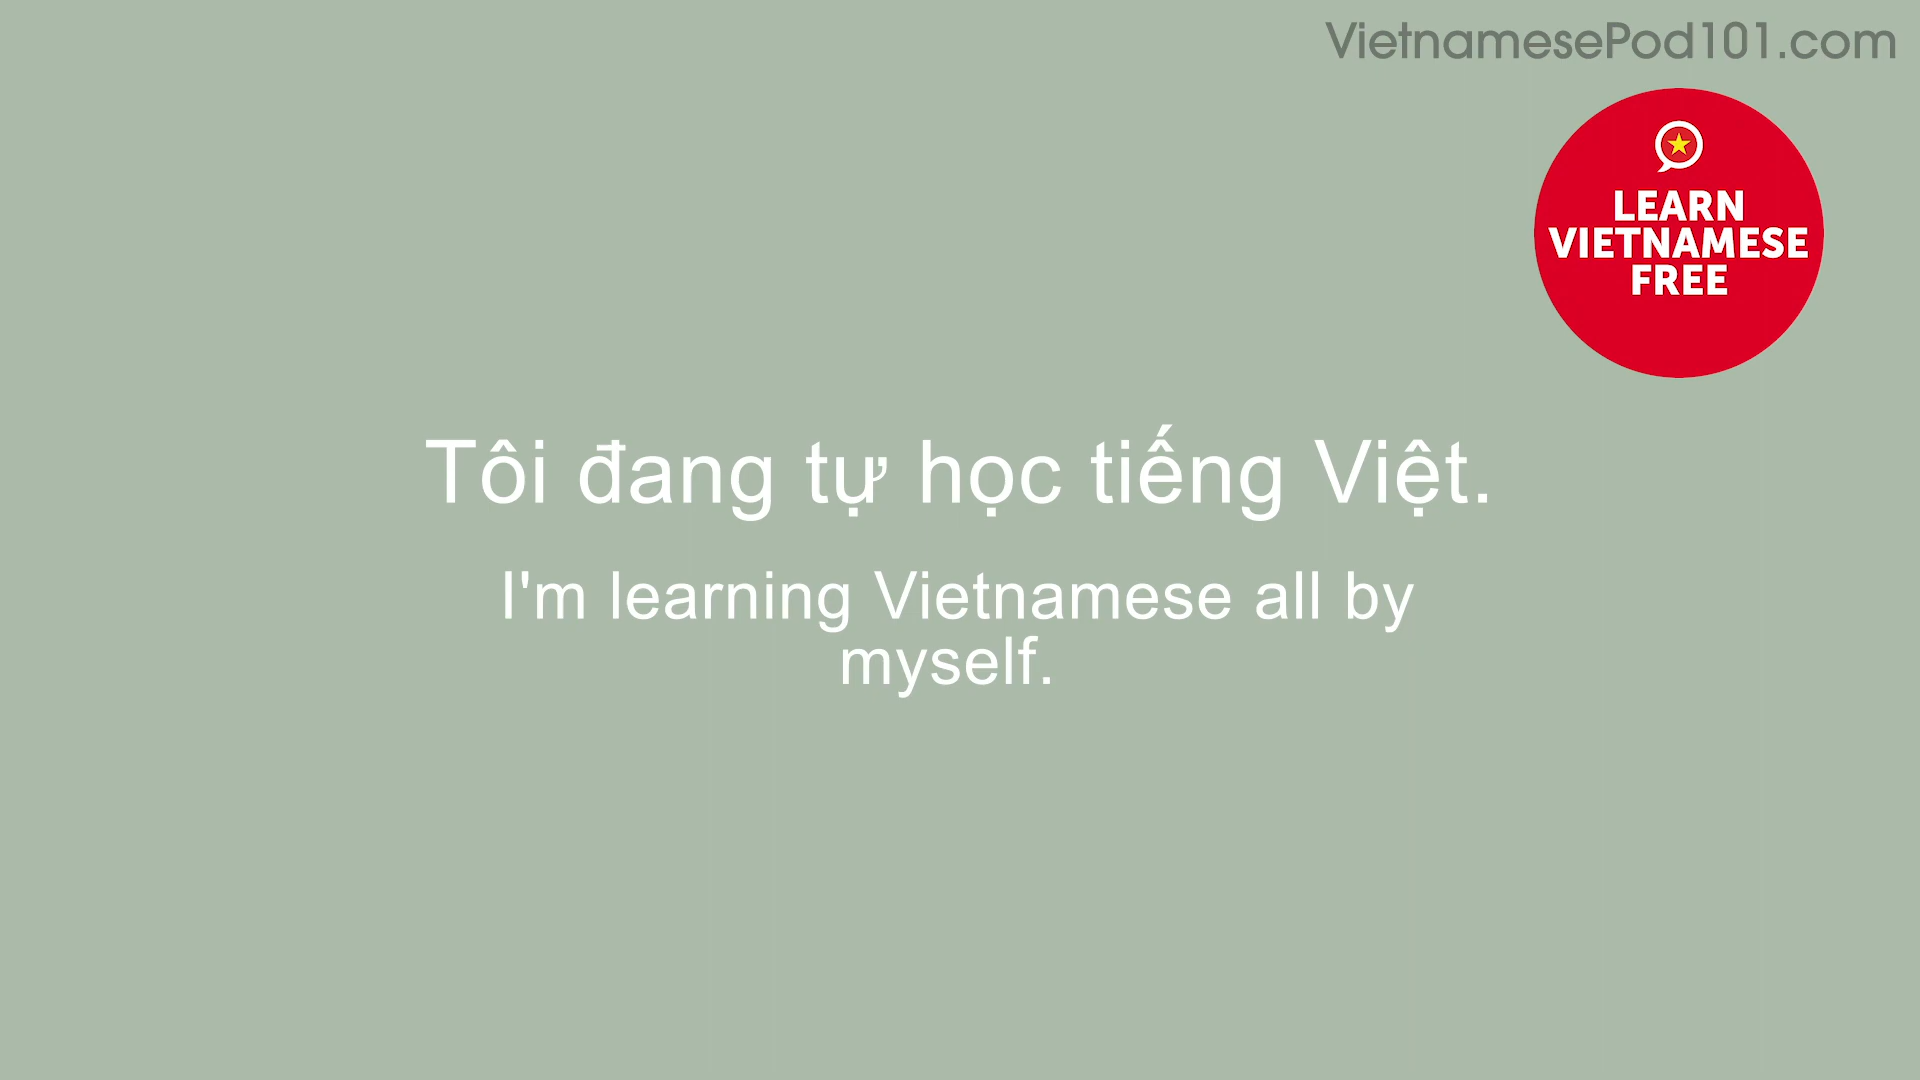 VietnamesePod101.com
LEARN
VIETNAMESE
FREE
Tôi đang tự học tiếng Việt.
I'm learning Vietnamese all by
myself.